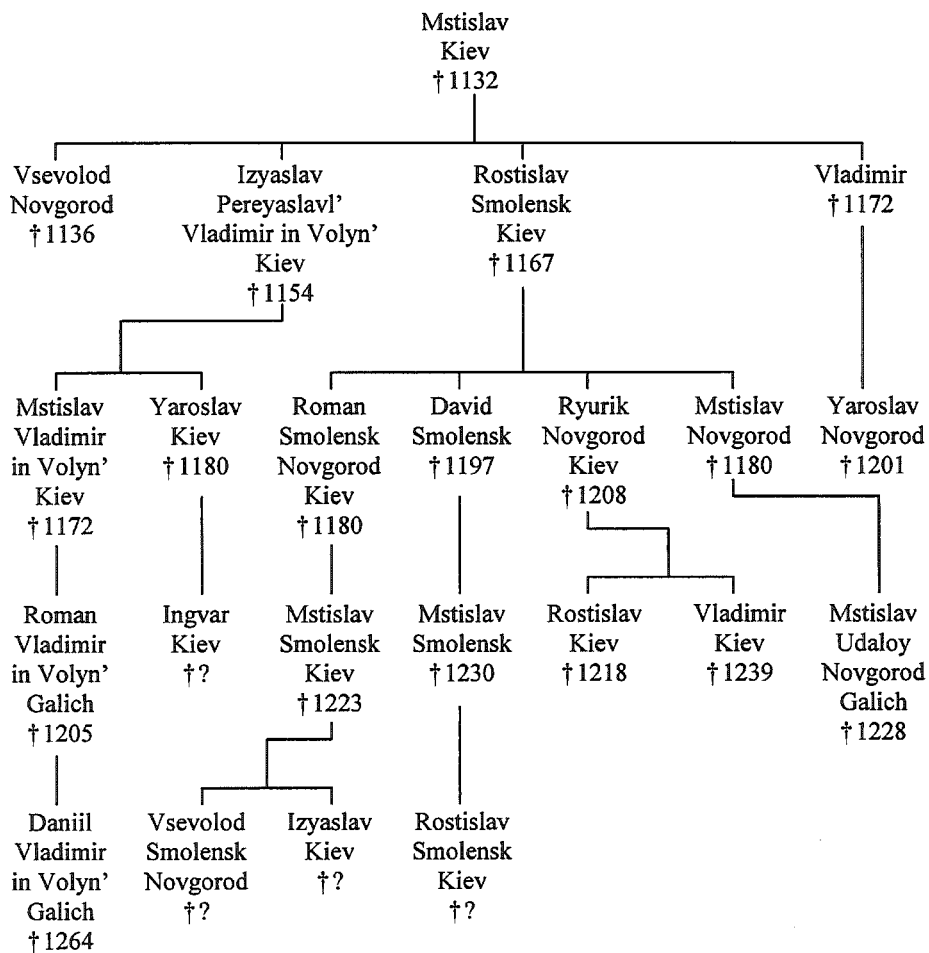 Mstislav
Kiev
†1132
Vsevolod
Novgorod
†1136
Izyaslav
Pereyaslavl'
Vladimir in Volyn'
Kiev
†1154
Rostislav
Smolensk
Kiev
†1167
Vladimir
†1172
Mstislav
Vladimir
in Volyn'
Kiev
†1172
Yaroslav
Kiev
†1180
Roman
Smolensk
Novgorod
Kiev
†1180
David
Smolensk
†1197
Ryurik
Novgorod
Kiev
†1208
Mstislav
Novgorod
†1180
Yaroslav
Novgorod
†1201
Roman
Vladimir
in Volyn'
Galich
†1205
Ingvar
Kiev
†?
Mstislav
Smolensk
Kiev
†1223
Mstislav
Smolensk
†1230
Rostislav
Kiev
†1218
Vladimir
Kiev
†1239
Mstislav
Udaloy
Novgorod
Galich
†1228
Daniil
Vladimir
in Volyn'
Galich
†1264
Vsevolod
Smolensk
Novgorod
†?
Izyaslav
Kiev
†?
Rostislav
Smolensk
Kiev
†?